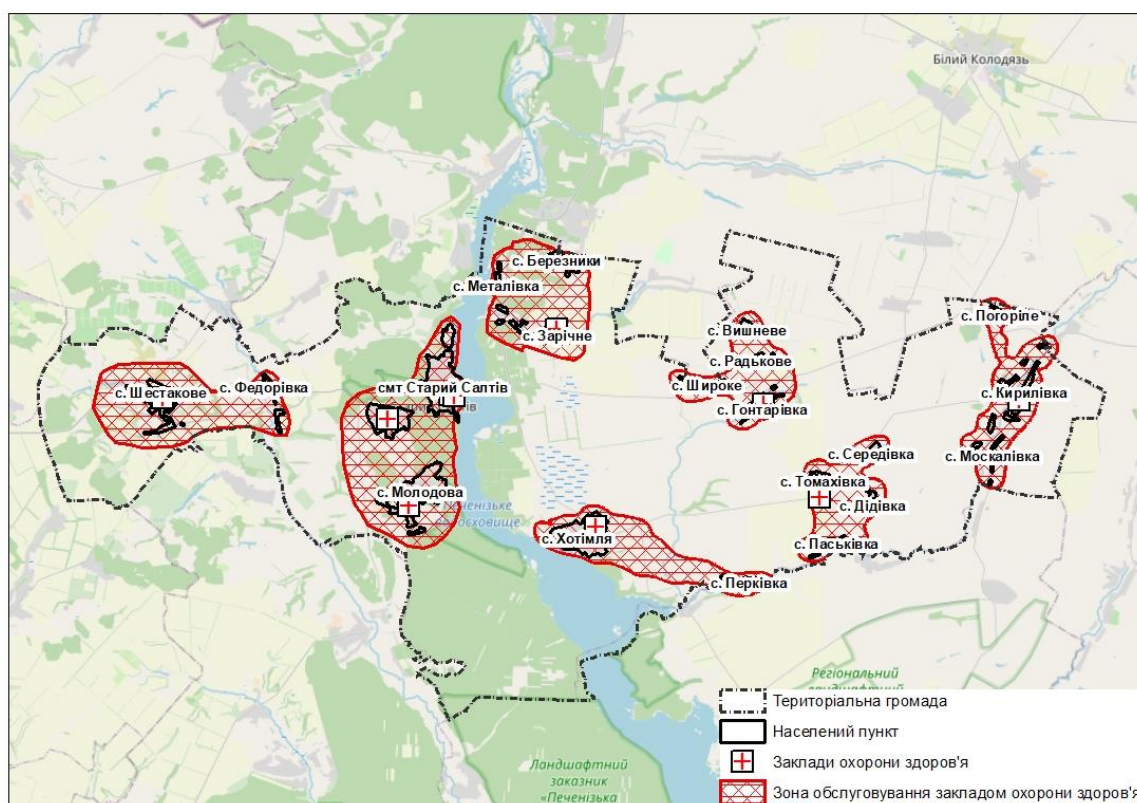 Білий Колодязь
с. Березники
с. Металівка
с. Зарічне
с. Вишневе
с. Погоріле
с. Радькове
с. Широке
с. Гонтарівка
с. Кирилівка
с. Федорівка
с. Шестакове
смт Старий Салтів
с. Середівка
с. Москалівка
с. Томахівка
с. Дідівка
с. Молодова
Печенізьке
с. Хотімля
с. Паськівка
с. Перківка
Регіональний
Ландшафтний
заказник
«Печенізька
Територіальна громада
Населений пункт
Заклади охорони здоров'я
Зона обслуговування закладом охорони здоров'я